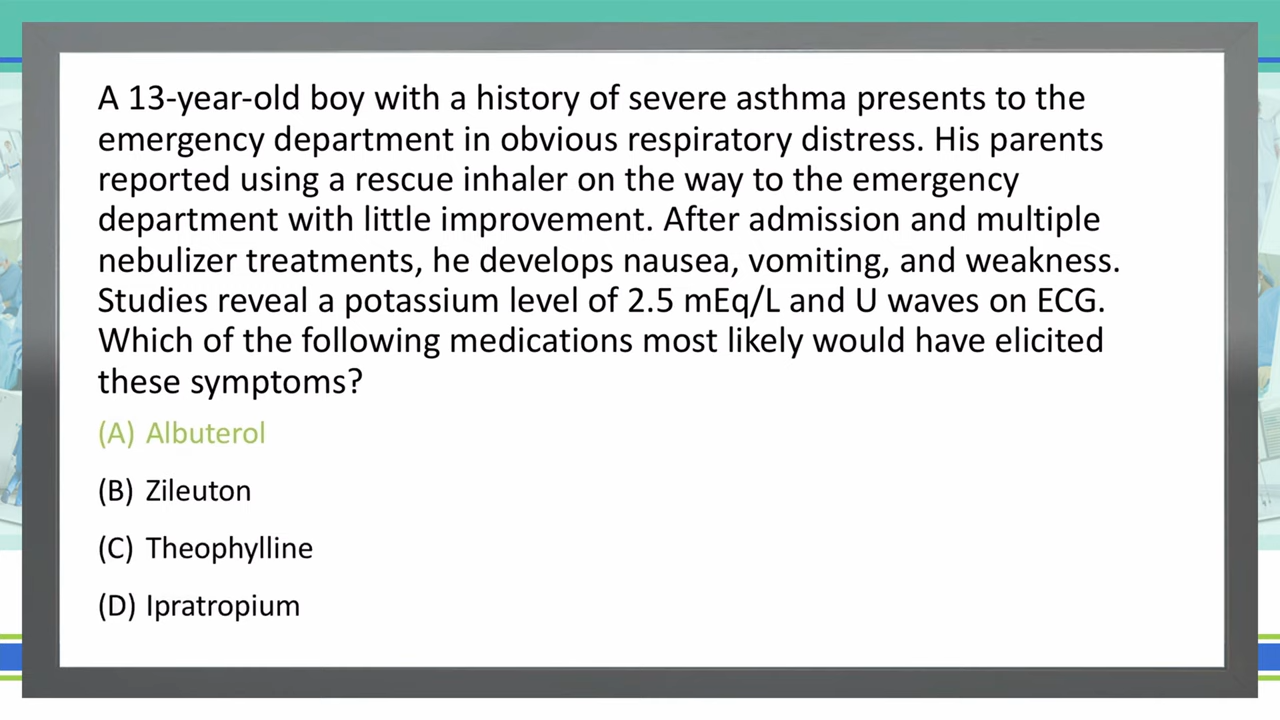 A 13-year-old boy with a history of severe asthma presents to the
emergency department in obvious respiratory distress. His parents
reported using a rescue inhaler on the way to the emergency
department with little improvement. After admission and multiple
nebulizer treatments, he develops nausea, vomiting, and weakness.
Studies reveal a potassium level of 2.5 mEq/L and U waves on ECG.
Which of the following medications most likely would have elicited
these symptoms?
(A) Albuterol
(B) Zileuton
(C) Theophylline
(D) Ipratropium